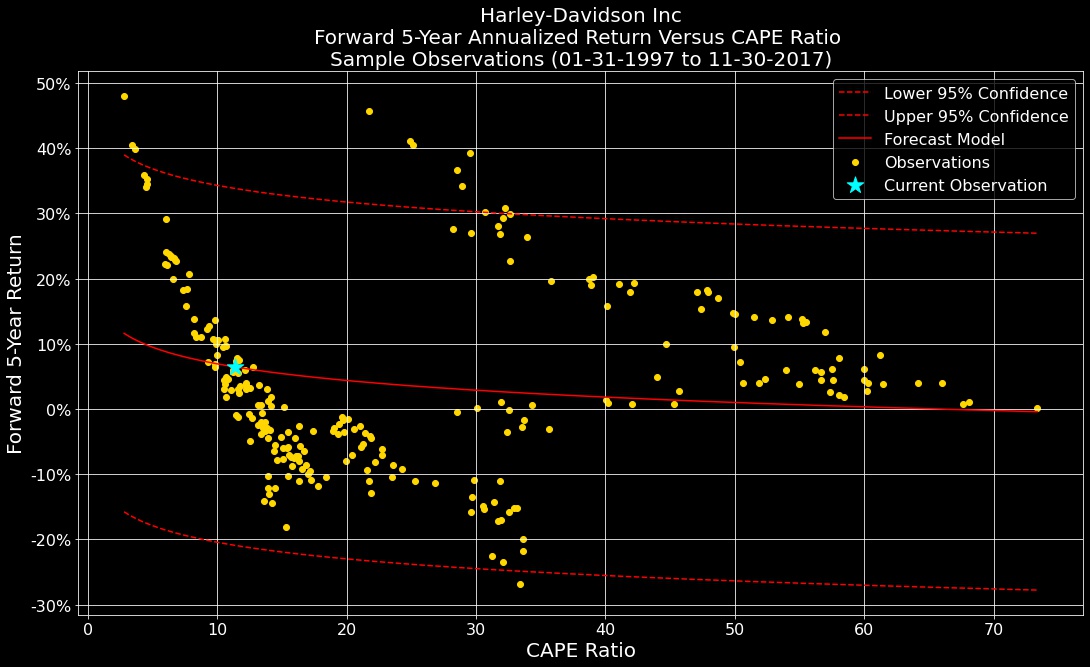 Harley-Davidson Inc
Forward 5-Year Annualized Return Versus CAPE Ratio
Sample Observations (01-31-1997 to 11-30-2017)
Lower 95% Confidence
Upper 95% Confidence
Forecast Model
Observations
Current Observation
Forward 5-Year Return
50%
40%
30%
20%
10%
0%
-10%
-20%
-30%
0 10 20 30 40 50 60 70
CAPE Ratio